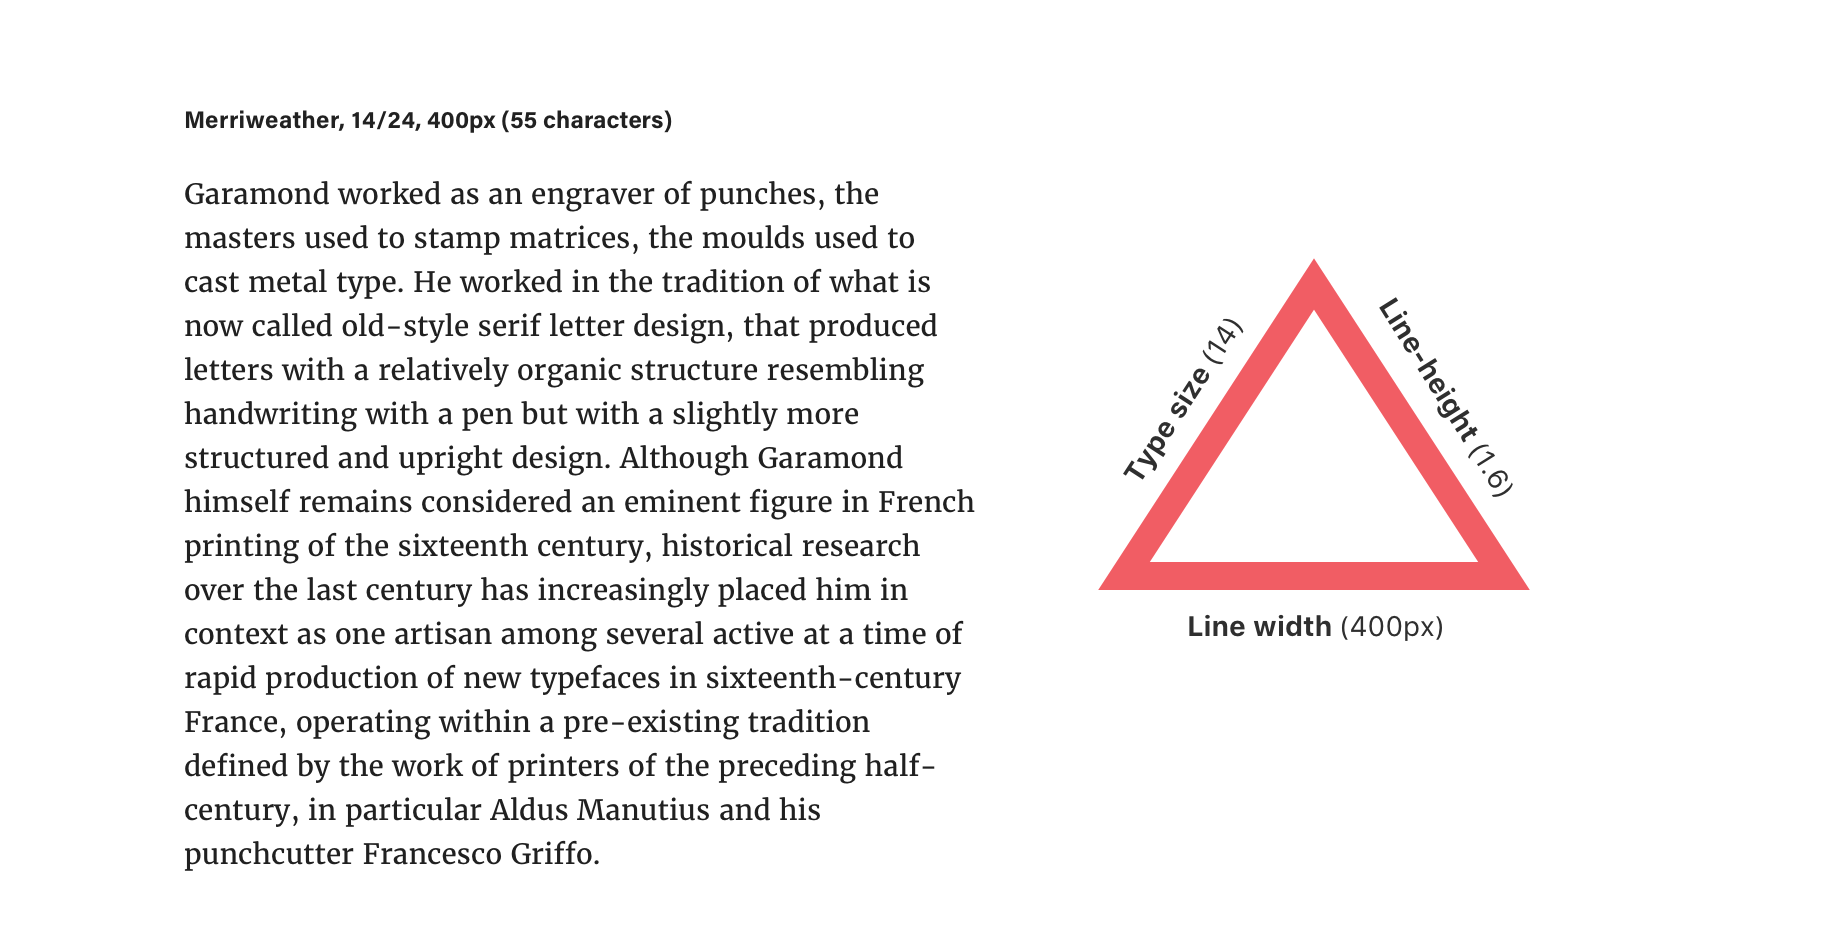 Merriweather, 14/24, 400px (55 characters)
Garamond worked as an engraver of punches, the
masters used to stamp matrices, the moulds used to
cast metal type. He worked in the tradition of what is
now called old-style serif letter design, that produced
letters with a relatively organic structure resembling
handwriting with a pen but with a slightly more
structured and upright design. Although Garamond
himself remains considered an eminent figure in French
printing of the sixteenth century, historical research
over the last century has increasingly placed him in
context as one artisan among several active at a time of
rapid production of new typefaces in sixteenth-century
France, operating within a pre-existing tradition
defined by the work of printers of the preceding half-
century, in particular Aldus Manutius and his
punchcutter Francesco Griffo.
Type size (14)
Line-height (1.6)
Line width (400px)